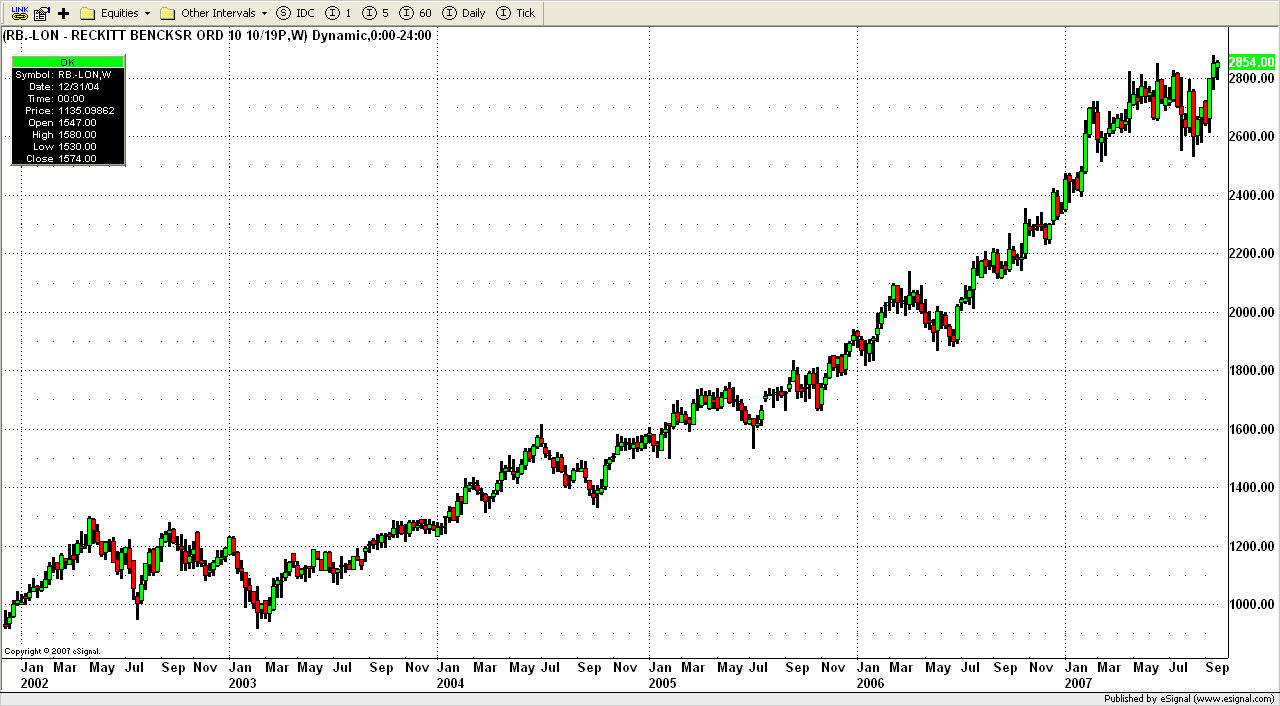 LINK Equities Other Intervals S IDC I 1 I 5 I 60 I Daily I Tick
(RB.-LON - RECKITT BENCKSR ORD 10 10/19P,W) Dynamic,0:00-24:00
OK
Symbol: RB.-LON,W
Date: 12/31/04
Time: 00:00
Price: 1135.09862
Open 1547.00
High 1580.00
Low 1530.00
Close 1574.00
2854.00
2800.00
2600.00
2400.00
2200.00
2000.00
1800.00
1600.00
1400.00
1200.00
1000.00
Copyright © 2007 eSignal.
Jan Mar May Jul Sep Nov Jan Mar May Jul Sep Nov Jan Mar May Jul Sep Nov Jan Mar May Jul Sep Nov Jan Mar May Jul Sep Nov Jan Mar May Jul Sep
2002 2003 2004 2005 2006 2007
Published by eSignal (www.esignal.com)